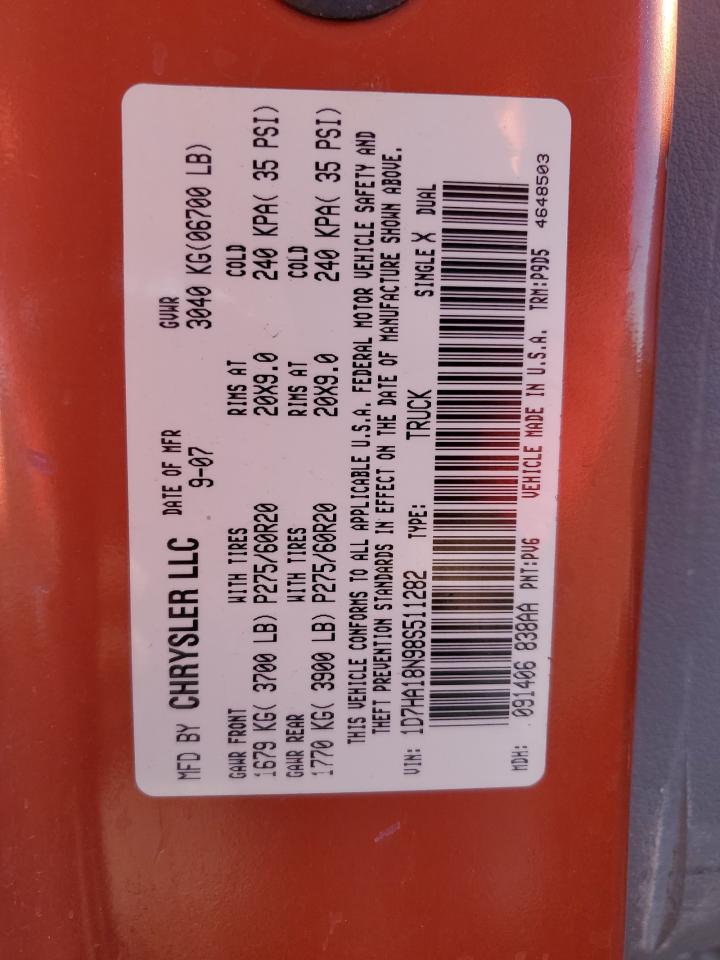 MFD BY CHRYSLER LLC DATE OF MFR 9-07 GVWR 3040 KG(06700 LB)
GAWR FRONT WITH TIRES RIMS AT COLD
1679 KG( 3700 LB) P275/60R20 20X9.0 240 KPA( 35 PSI)
GAWR REAR WITH TIRES RIMS AT COLD
1770 KG( 3900 LB) P275/60R20 20X9.0 240 KPA( 35 PSI)
THIS VEHICLE CONFORMS TO ALL APPLICABLE U.S.A. FEDERAL MOTOR VEHICLE SAFETY AND
THEFT PREVENTION STANDARDS IN EFFECT ON THE DATE OF MANUFACTURE SHOWN ABOVE.
VIN: 1D7HA18N98S511282 TYPE: TRUCK SINGLE X DUAL
MDH: 091406 838AA PNT:PV6 VEHICLE MADE IN U.S.A. TRM:P9D5 4648503